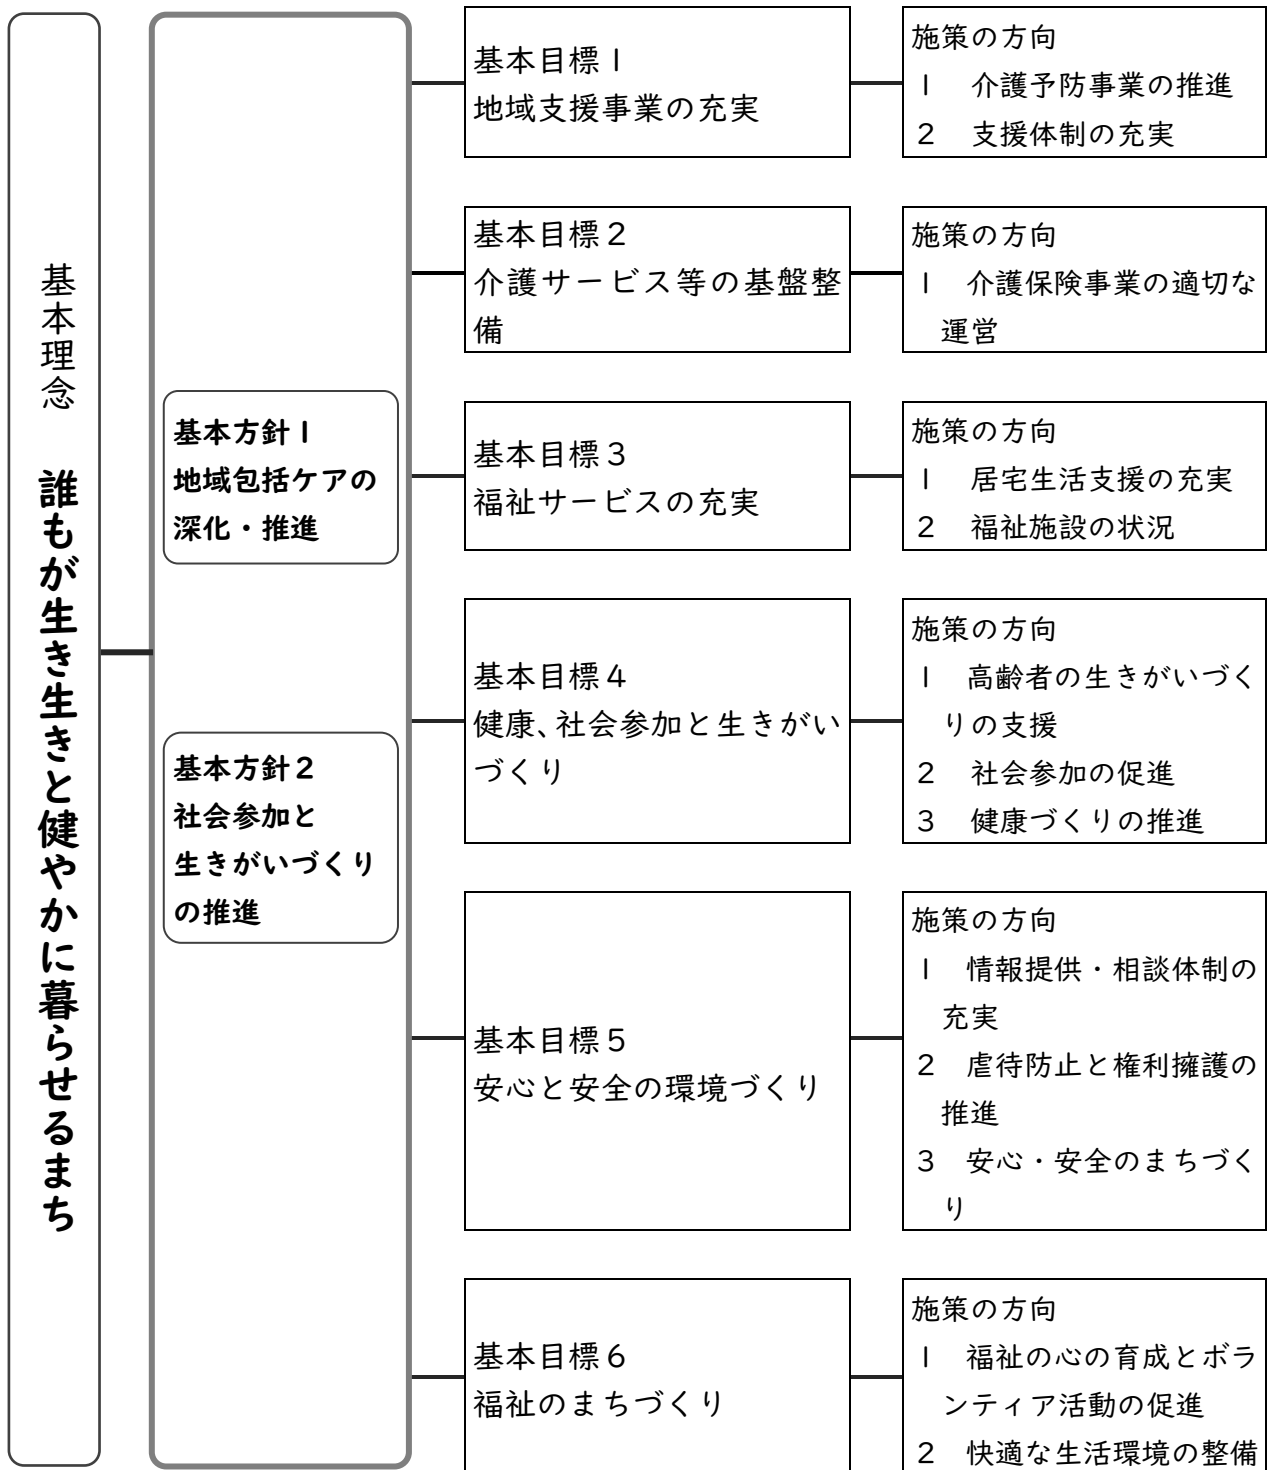 基本理念　誰もが生き生きと健やかに暮らせるまち
基本方針1
地域包括ケアの
深化・推進
基本方針2
社会参加と
生きがいづくり
の推進
基本目標1
地域支援事業の充実
施策の方向
1　介護予防事業の推進
2　支援体制の充実
基本目標2
介護サービス等の基盤整
備
施策の方向
1　介護保険事業の適切な
運営
基本目標3
福祉サービスの充実
施策の方向
1　居宅生活支援の充実
2　福祉施設の状況
基本目標4
健康、社会参加と生きがい
づくり
施策の方向
1　高齢者の生きがいづく
りの支援
2　社会参加の促進
3　健康づくりの推進
基本目標5
安心と安全の環境づくり
施策の方向
1　情報提供・相談体制の
充実
2　虐待防止と権利擁護の
推進
3　安心・安全のまちづく
り
基本目標6
福祉のまちづくり
施策の方向
1　福祉の心の育成とボラ
ンティア活動の促進
2　快適な生活環境の整備